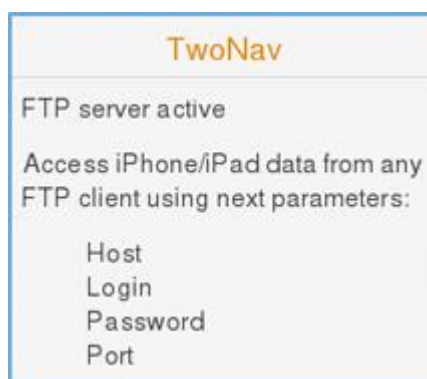 TwoNav
FTP server active
Access iPhone/iPad data from any
FTP client using next parameters:
Host
Login
Password
Port